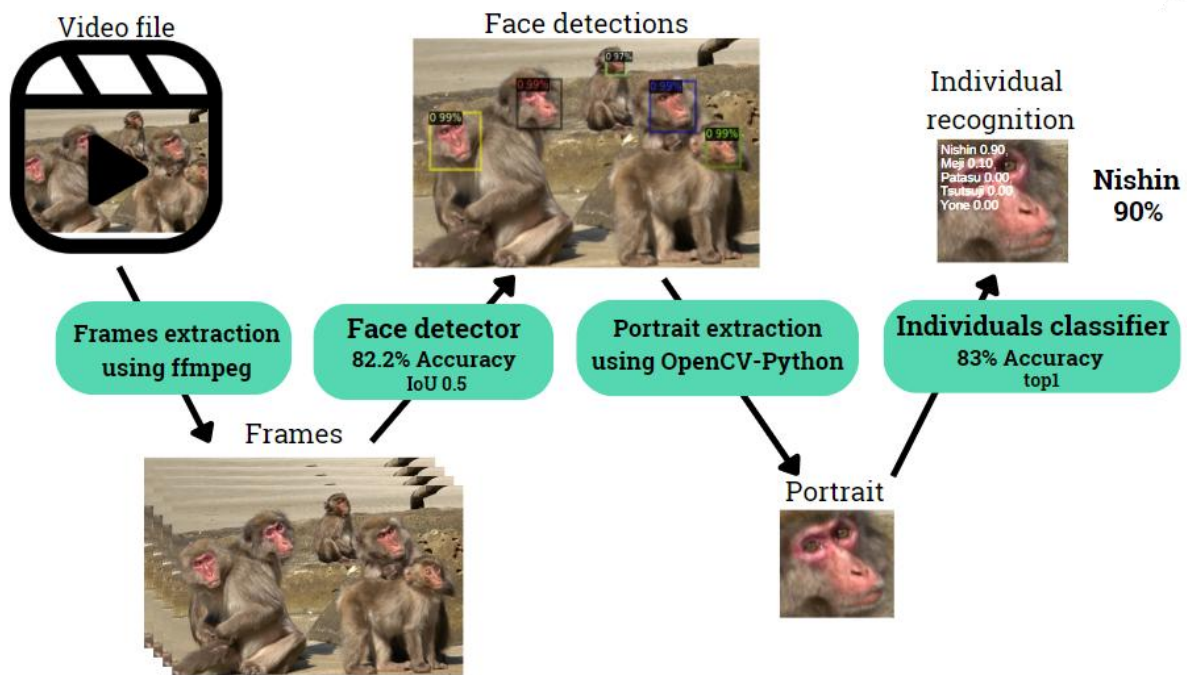 Video file
Face detections
0 99%
0.99%
0 97%
0.99%
0 99%
Individual
recognition
Nishin 0.90
Meji 0.10
Patasu 0.00
Tsutsuji 0.00
Yone 0.00
Nishin
90%
Frames extraction
using ffmpeg
Face detector
82.2% Accuracy
IoU 0.5
Portrait extraction
using OpenCV-Python
Individuals classifier
83% Accuracy
top1
Frames
Portrait